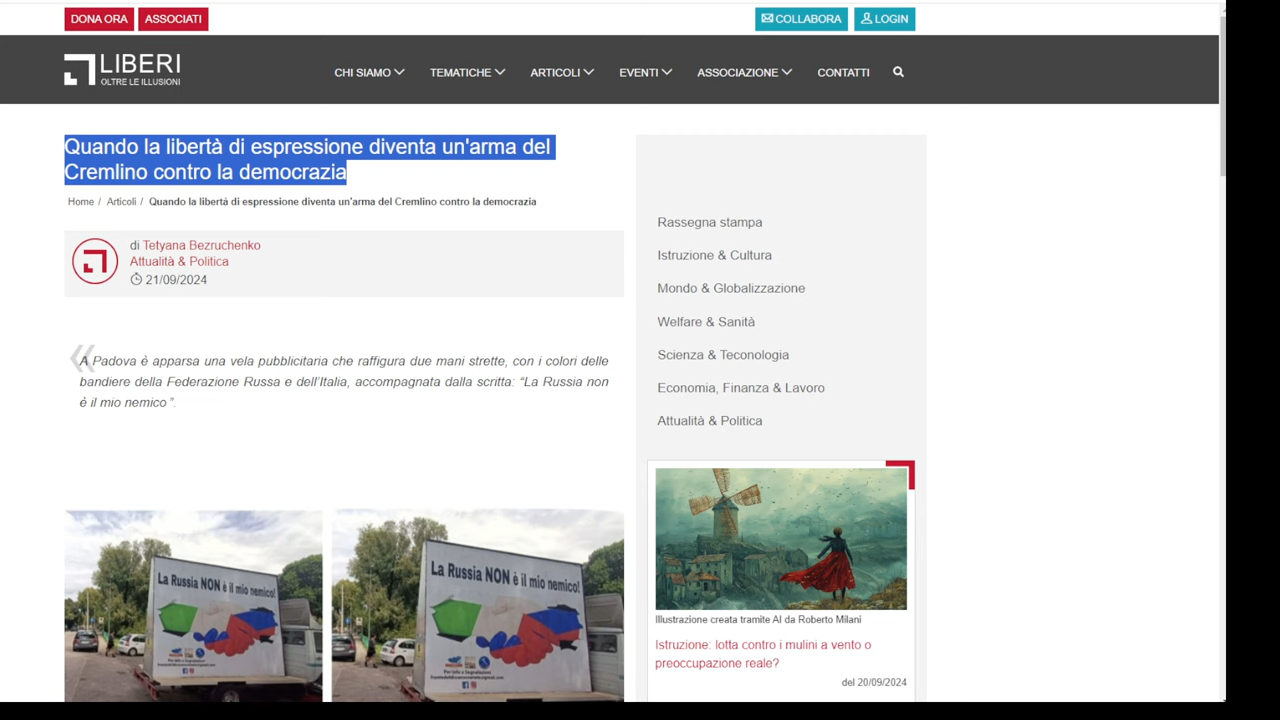 DONA ORA
ASSOCIATI
COLLABORA
LOGIN
LIBERI
OLTRE LE ILLUSIONI
CHI SIAMO
TEMATICHE
ARTICOLI
EVENTI
ASSOCIAZIONE
CONTATTI
Quando la libertà di espressione diventa un'arma del
Cremlino contro la democrazia
Home / Articoli / Quando la libertá di espressione diventa un'arma del Cremlino contro la democrazia
di Tetyana Bezruchenko
Attualità & Politica
21/09/2024
A Padova è apparsa una vela pubblicitaria che raffigura due mani strette, con i colori delle
bandiere della Federazione Russa e dell'Italia, accompagnata dalla scritta: “La Russia non
è il mio nemico”.
La Russia NON è il mio nemico!
La Russia NON è il mio nemico!
Rassegna stampa
Istruzione & Cultura
Mondo & Globalizzazione
Welfare & Sanità
Scienza & Teconologia
Economia, Finanza & Lavoro
Attualità & Politica
Illustrazione creata tramite AI da Roberto Milani
Istruzione: lotta contro i mulini a vento o
preoccupazione reale?
del 20/09/2024